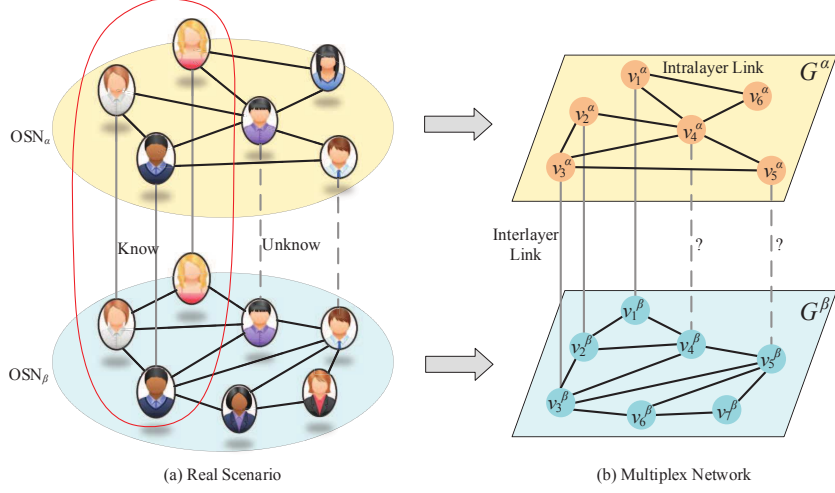 OSNα
Know
Unknow
OSNβ
(a) Real Scenario
Intralayer Link
Gα
v1α
v6α
v2α
v4α
v3α
v5α
Interlayer
Link
?
?
Gβ
v1β
v2β
v4β
v5β
v3β
v6β
v7β
(b) Multiplex Network